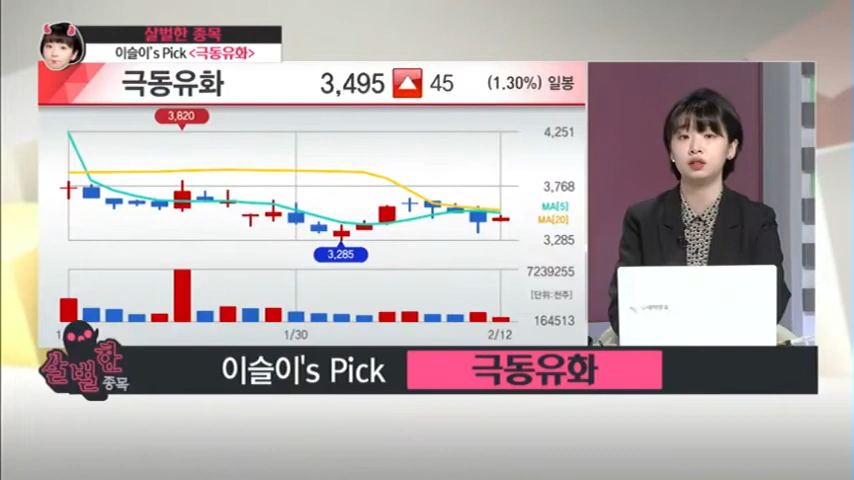 살벌한 종목
이슬이's Pick <극동유화>
극동유화 3,495 45 (1.30%) 일봉
3,820
4,251
3,768
MA[5]
MA[20]
3,285
3,285
7239255
[단위:천주]
164513
1/30 2/12
살벌한 종목
이슬이's Pick 극동유화